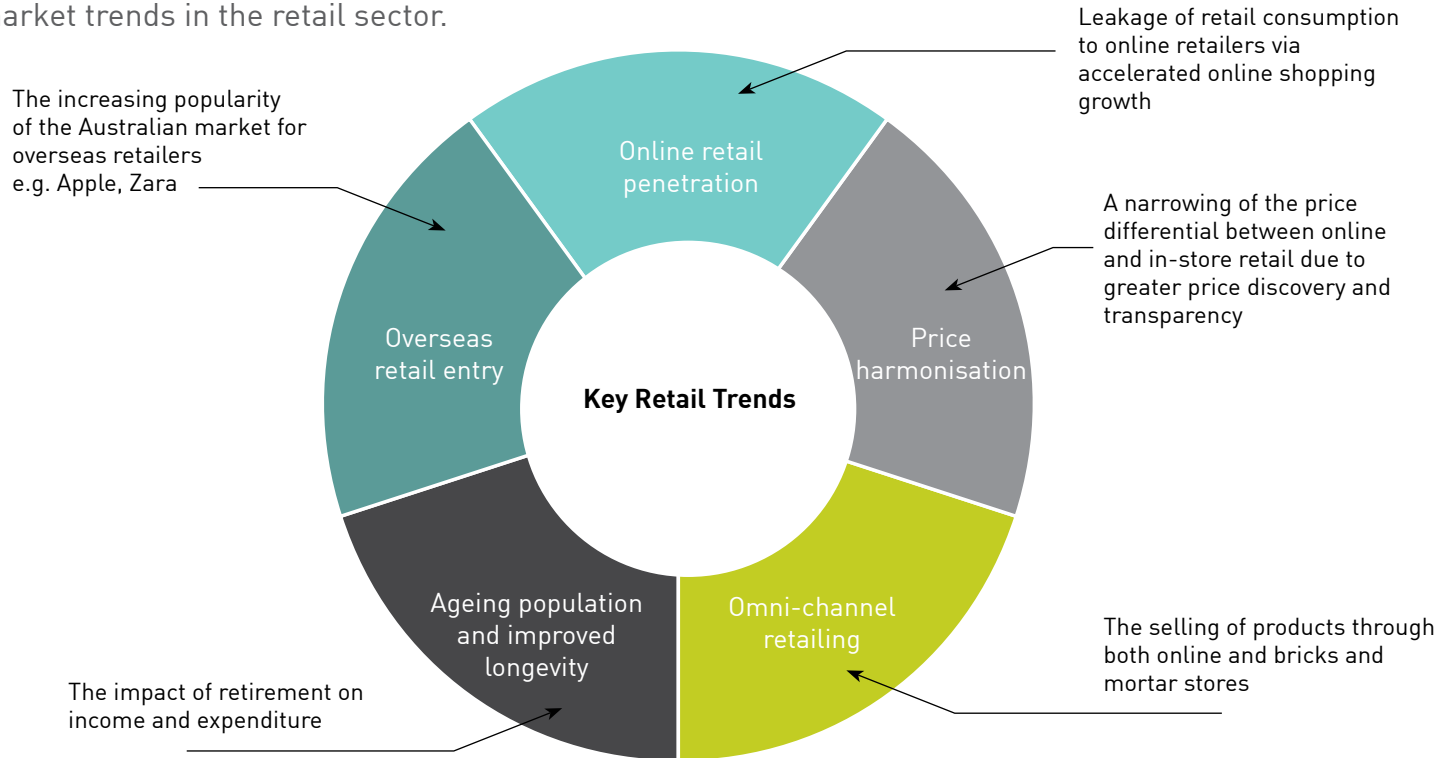 arket trends in the retail sector.
Leakage of retail consumption
to online retailers via
accelerated online shopping
growth
The increasing popularity
of the Australian market for
overseas retailers
e.g. Apple, Zara
Online retail
penetration
A narrowing of the price
differential between online
and in-store retail due to
greater price discovery and
transparency
Overseas
retail entry
Price
harmonisation
Key Retail Trends
Ageing population
and improved
longevity
Omni-channel
retailing
The selling of products through
both online and bricks and
mortar stores
The impact of retirement on
income and expenditure